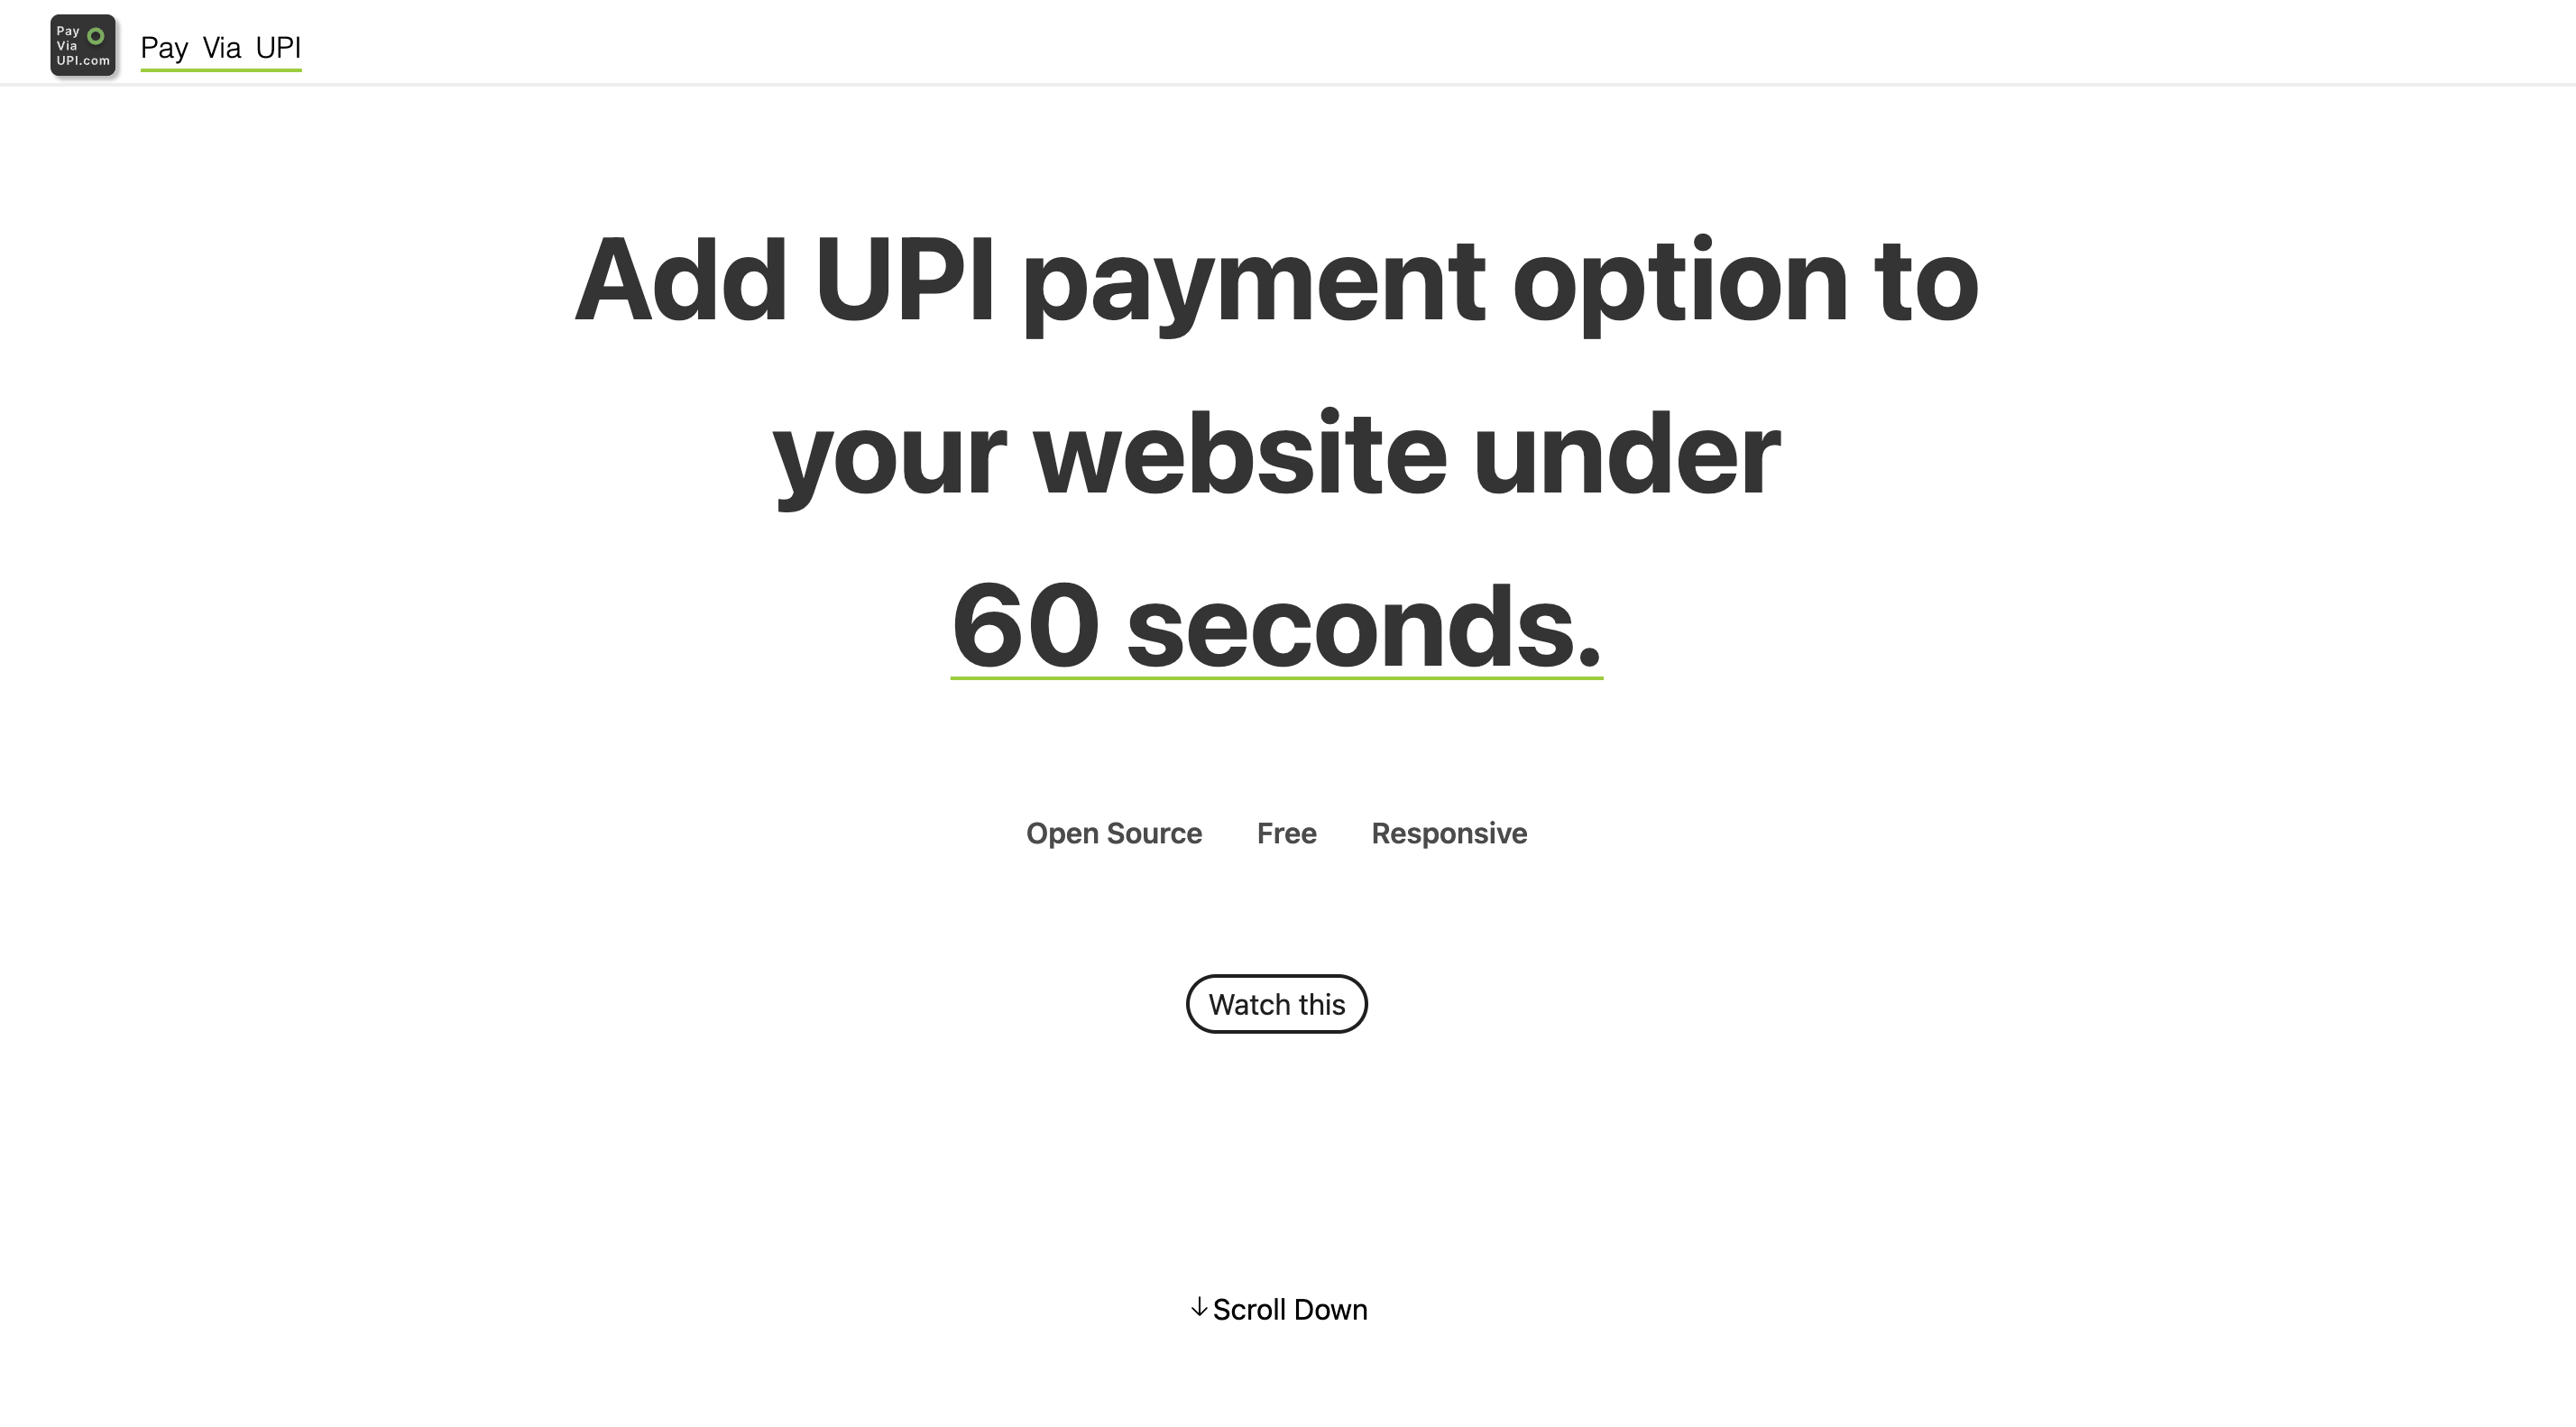 Pay
Via
UPI.com
Pay Via UPI
Add UPI payment option to
your website under
60 seconds.
Open Source Free Responsive
Watch this
↓Scroll Down